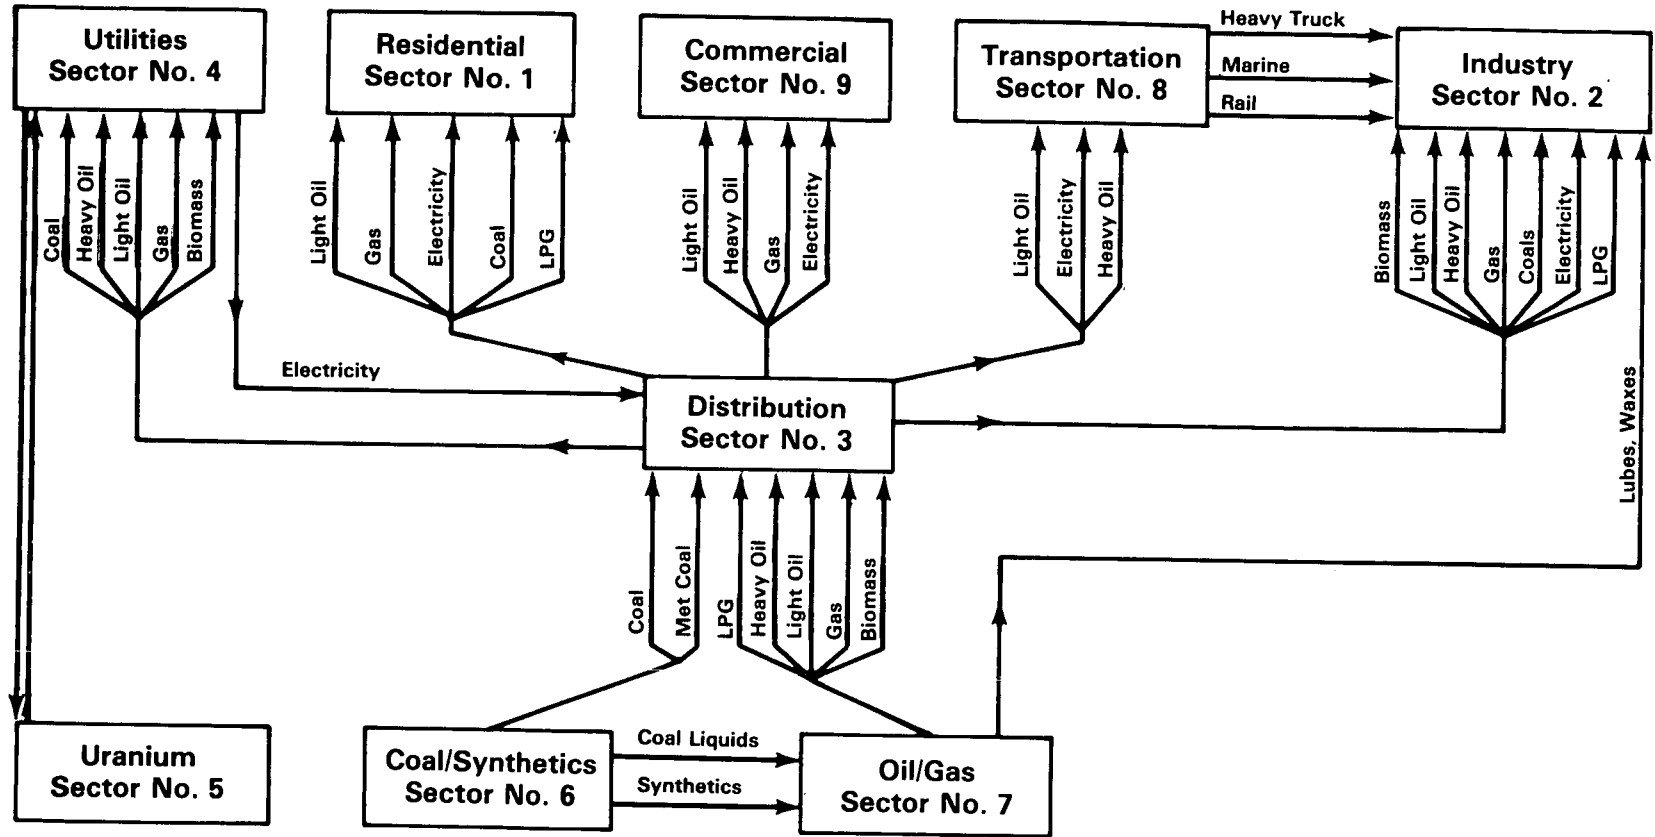 Utilities
Sector No. 4
Residential
Sector No. 1
Commercial
Sector No. 9
Transportation
Sector No. 8
Heavy Truck
Marine
Rail
Industry
Sector No. 2
Coal
Heavy Oil
Light Oil
Gas
Biomass
Light Oil
Gas
Electricity
Coal
LPG
Light Oil
Heavy Oil
Gas
Electricity
Light Oil
Electricity
Heavy Oil
Biomass
Light Oil
Heavy Oil
Gas
Coals
Electricity
LPG
Lubes, Waxes
Electricity
Distribution
Sector No. 3
Coal
Met Coal
LPG
Heavy Oil
Light Oil
Gas
Biomass
Uranium
Sector No. 5
Coal/Synthetics
Sector No. 6
Coal Liquids
Synthetics
Oil/Gas
Sector No. 7